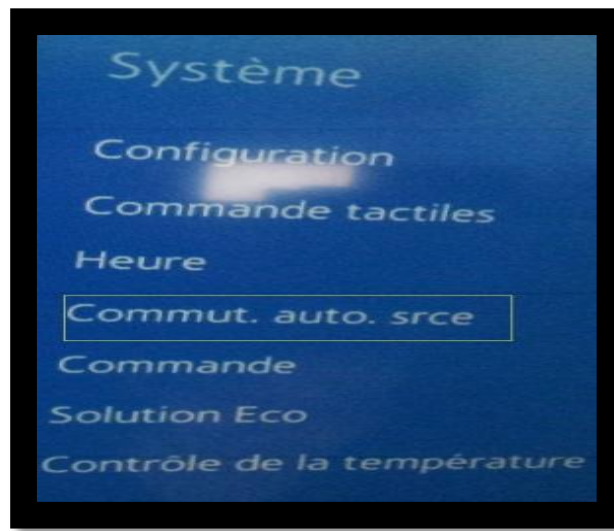 Système
Configuration
Commande tactiles
Heure
Commut. auto. srce
Commande
Solution Eco
Contrôle de la température